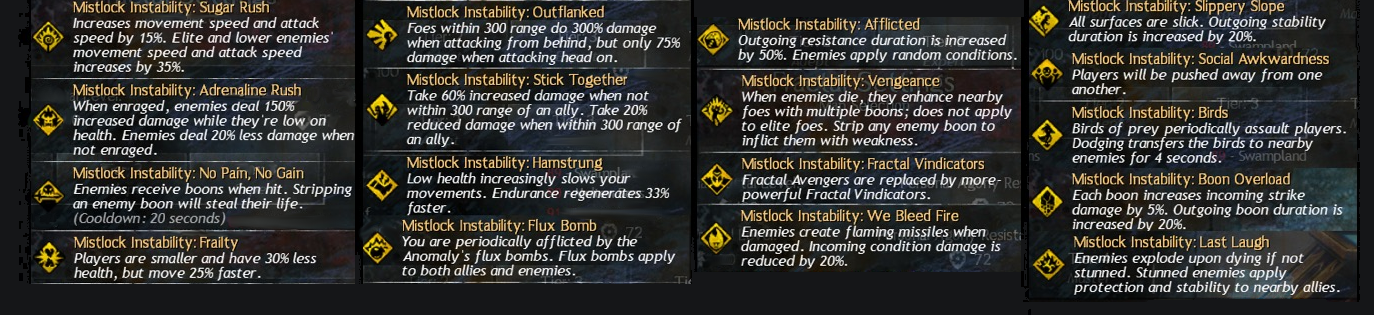 Mistlock Instability: Sugar Rush
Increases movement speed and attack
speed by 15%. Elite and lower enemies'
movement speed and attack speed
increases by 35%.
Mistlock Instability: Adrenaline Rush
When enraged, enemies deal 150%
increased damage while they're low on
health. Enemies deal 20% less damage when
not enraged.
Mistlock Instability: No Pain, No Gain
Enemies receive boons when hit. Stripping
an enemy boon will steal their life.
(Cooldown: 20 seconds)
Mistlock Instability: Frailty
Players are smaller and have 30% less
health, but move 25% faster.
Mistlock Instability: Outflanked
Foes within 300 range do 300% damage
when attacking from behind, but only 75%
damage when attacking head on.
Mistlock Instability: Stick Together
Take 60% increased damage when not
within 300 range of an ally. Take 20%
reduced damage when within 300 range of
an ally.
Mistlock Instability: Hamstrung
Low health increasingly slows your
movements. Endurance regenerates 33%
faster.
Mistlock Instability: Flux Bomb
You are periodically afflicted by the
Anomaly's flux bombs. Flux bombs apply
to both allies and enemies.
Mistlock Instability: Afflicted
Outgoing resistance duration is increased
by 50%. Enemies apply random conditions.
Mistlock Instability: Vengeance
When enemies die, they enhance nearby
foes with multiple boons; does not apply
to elite foes. Strip any enemy boon to
inflict them with weakness.
Mistlock Instability: Fractal Vindicators
Fractal Avengers are replaced by more-
powerful Fractal Vindicators.
Mistlock Instability: We Bleed Fire
Enemies create flaming missiles when
damaged. Incoming condition damage is
reduced by 20%.
72
Mistlock Instability: Slippery Slope
All surfaces are slick. Outgoing stability
duration is increased by 20%.
Mistlock Instability: Social Awkwardness
Players will be pushed away from one
another.
Mistlock Instability: Birds
Birds of prey periodically assault players.
Dodging transfers the birds to nearby
enemies for 4 seconds.
- Swampland
Mistlock Instability: Boon Overload
Each boon increases incoming strike
damage by 5%. Outgoing boon duration is
increased by 20%.
Mistlock Instability: Last Laugh
Enemies explode upon dying if not
stunned. Stunned enemies apply
protection and stability to nearby allies.